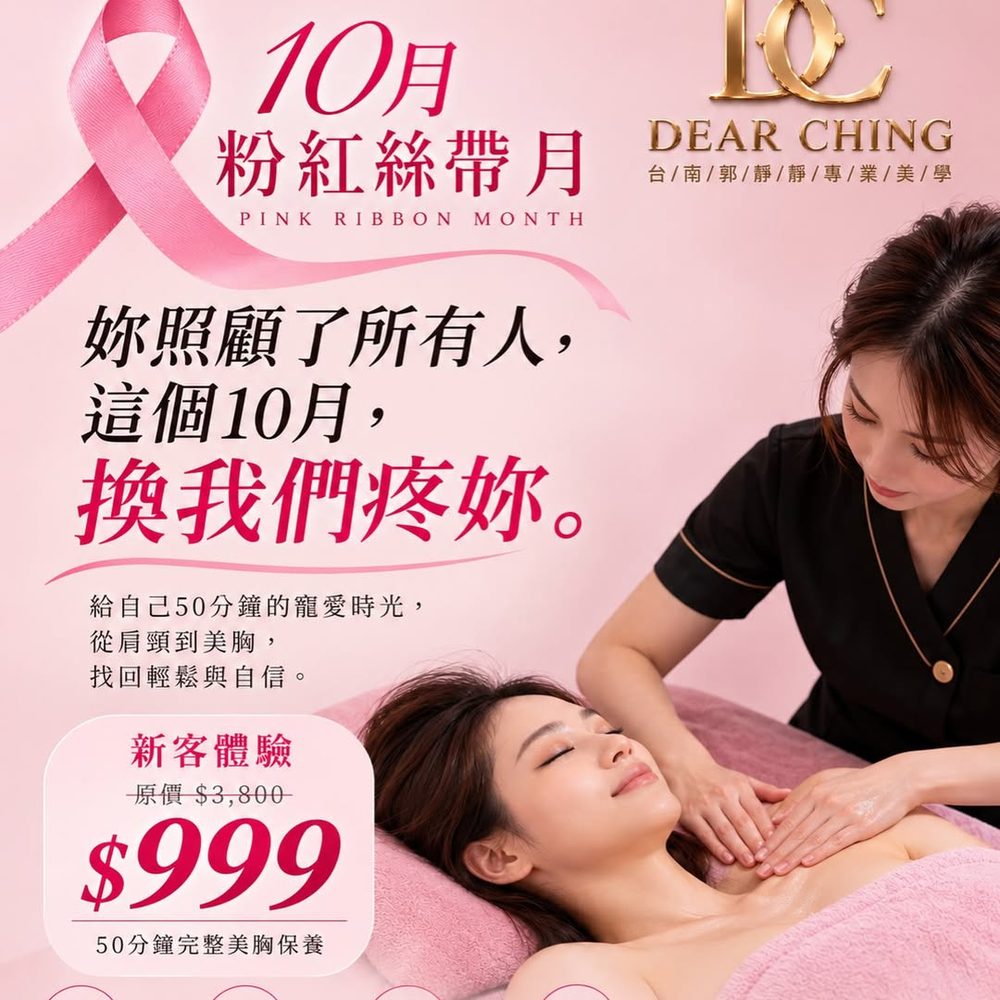 10月
粉紅絲帶月
PINK RIBBON MONTH
DC
DEAR CHING
台/南/郭/靜/靜/專/業/美/學
妳照顧了所有人，
這個10月，
換我們疼妳。
給自己50分鐘的寵愛時光，
從肩頸到美胸，
找回輕鬆與自信。
新客體驗
原價 $3,800
$999
50分鐘完整美胸保養